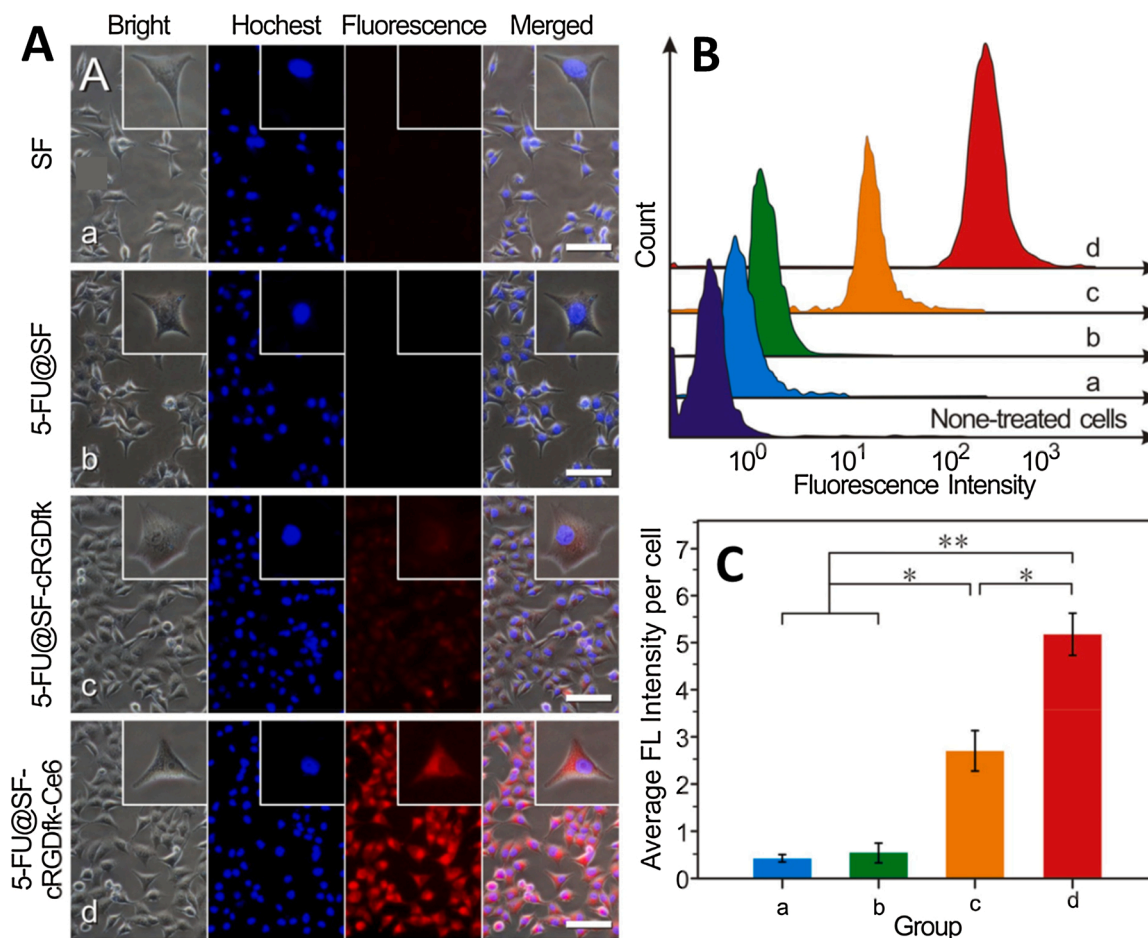 A
Bright
Hochest
Fluorescence
Merged
A
SF
a
5-FU@SF
b
5-FU@SF-cRGDfk
c
5-FU@SF-
cRGDfk-Ce6
d
B
Count
d
c
b
a
None-treated cells
10⁰ 10¹ 10² 10³
Fluorescence Intensity
C
Average FL Intensity per cell
7
6
5
4
3
2
1
0
**
* *
a b c d
Group